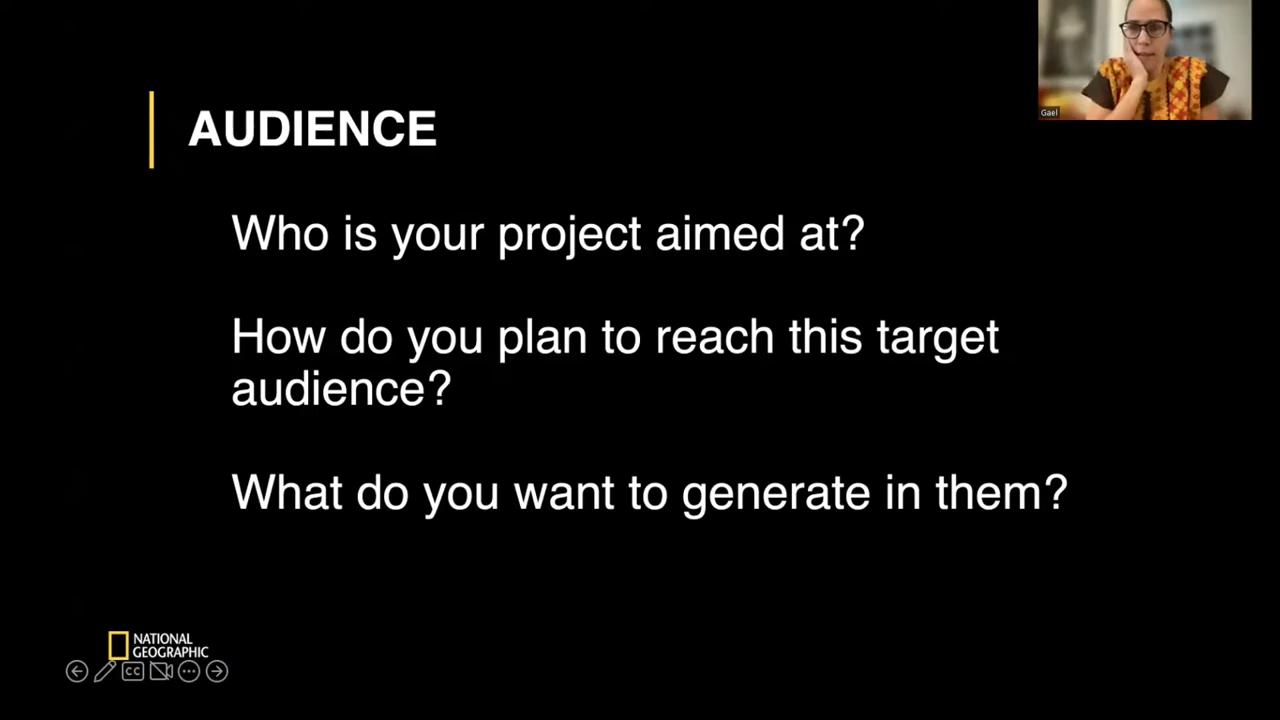 Gael
AUDIENCE
Who is your project aimed at?
How do you plan to reach this target
audience?
What do you want to generate in them?
NATIONAL
GEOGRAPHIC
CC